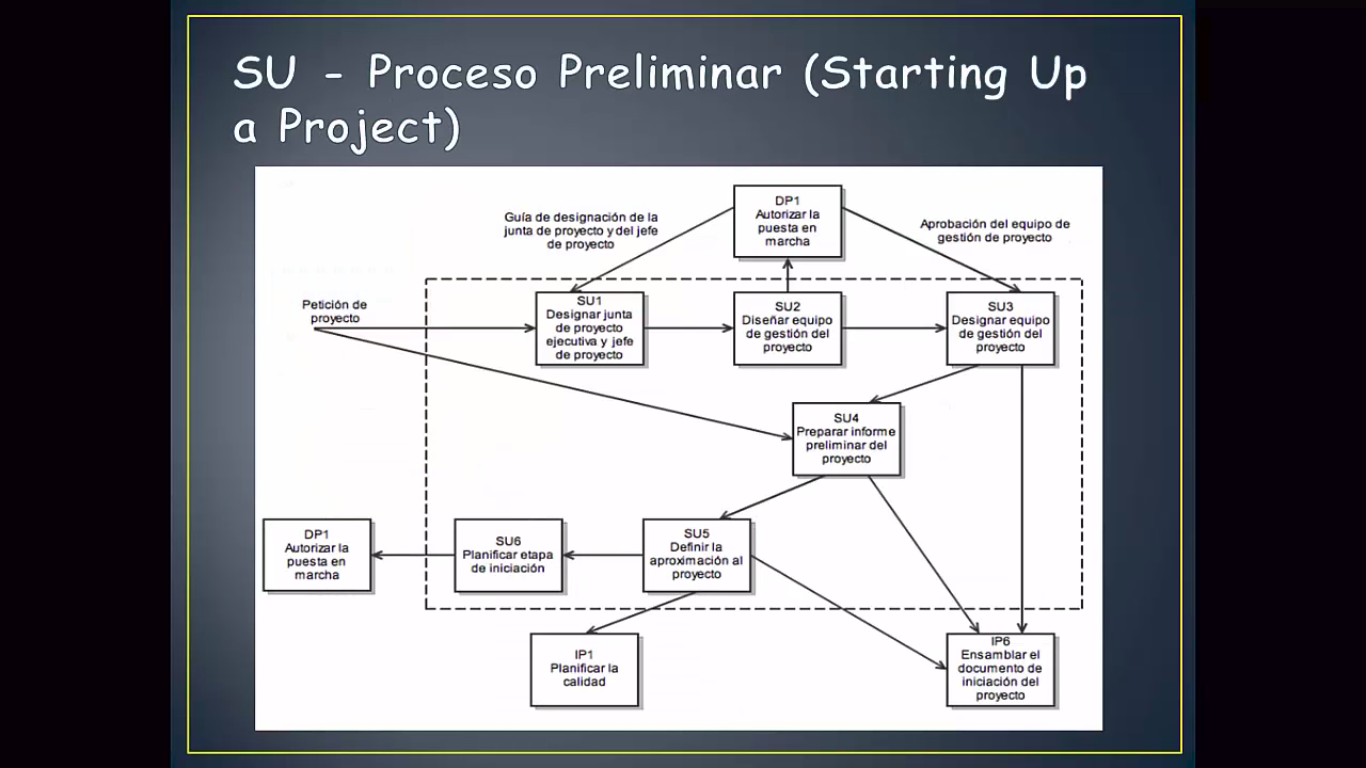 SU - Proceso Preliminar (Starting Up
a Project)
DP1
Autorizar la
puesta en
marcha
Guía de designación de la
junta de proyecto y del jefe
de proyecto
Aprobación del equipo de
gestión de proyecto
Petición de
proyecto
SU1
Designar junta
de proyecto
ejecutiva y jefe
de proyecto
SU2
Diseñar equipo
de gestión del
proyecto
SU3
Designar equipo
de gestión del
proyecto
SU4
Preparar informe
preliminar del
proyecto
DP1
Autorizar la
puesta en
marcha
SU6
Planificar etapa
de iniciación
SU5
Definir la
aproximación al
proyecto
IP1
Planificar la
calidad
IP6
Ensamblar el
documento de
iniciación del
proyecto